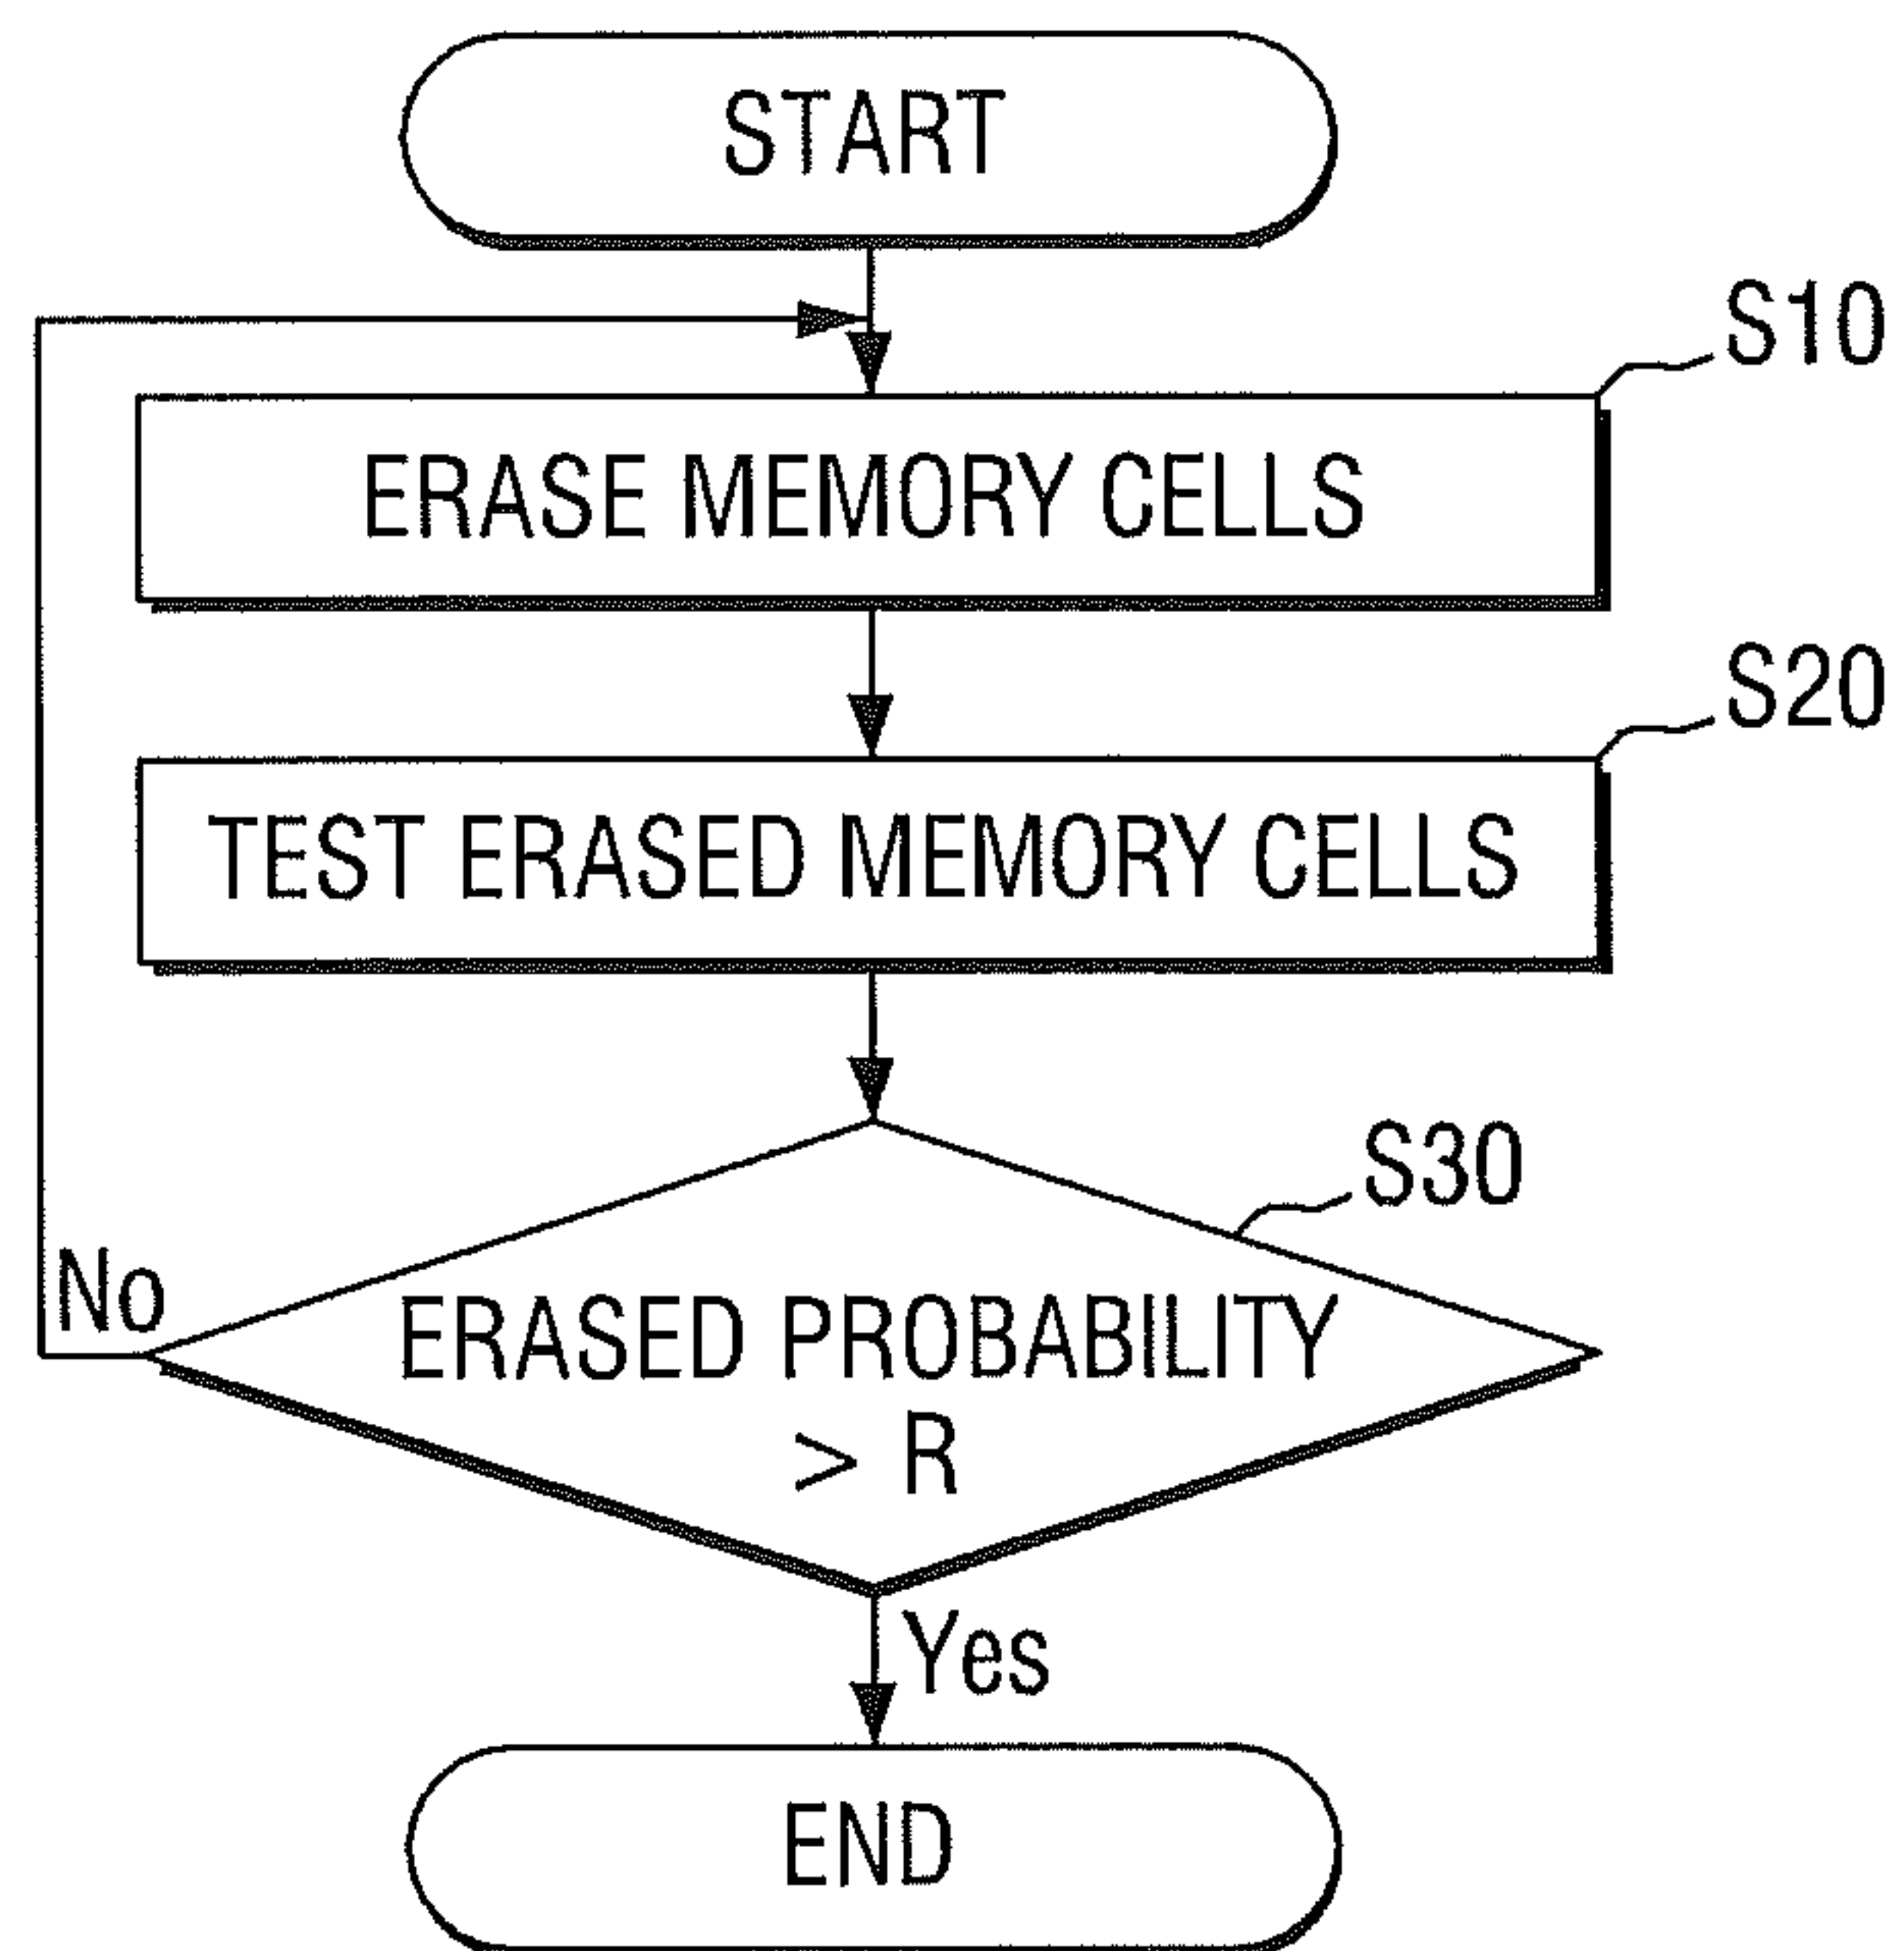 START
S10
ERASE MEMORY CELLS
S20
TEST ERASED MEMORY CELLS
S30
No
ERASED PROBABILITY
> R
Yes
END